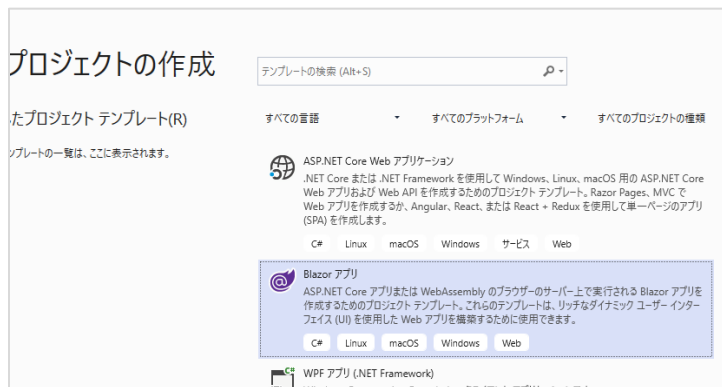 プロジェクトの作成
テンプレートの検索 (Alt+S)
たプロジェクト テンプレート(R)
すべての言語
すべてのプラットフォーム
すべてのプロジェクトの種類
ンプレートの一覧は、ここに表示されます。
ASP.NET Core Web アプリケーション
.NET Core または .NET Framework を使用して Windows、Linux、macOS 用の ASP.NET Core
Web アプリおよび Web API を作成するためのプロジェクト テンプレート。Razor Pages、MVC で
Web アプリを作成するか、Angular、React、または React + Redux を使用して単一ページのアプリ
(SPA) を作成します。
C# Linux macOS Windows サービス Web
Blazor アプリ
ASP.NET Core アプリまたは WebAssembly のブラウザーのサーバー上で実行される Blazor アプリを
作成するためのプロジェクト テンプレート。これらのテンプレートは、リッチなダイナミック ユーザー インター
フェイス (UI) を使用した Web アプリを構築するために使用できます。
C# Linux macOS Windows Web
C#
WPF アプリ (.NET Framework)